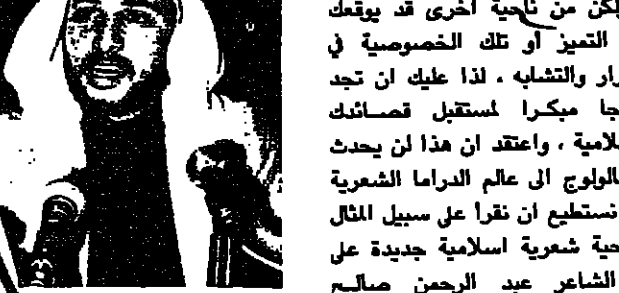 ولكن من ناحية اخرى قد يوقعك
التميز أو تلك الخصوصية في
رار والتشابه ، لذا عليك ان تجد
جا مبكرا لمستقبل قصائدك
لامية ، واعتقد ان هذا لن يحدث
بالولوج الى عالم الدراما الشعرية
نستطيع ان نقرأ على سبيل المثال
حية شعرية اسلامية جديدة على
الشاعر عبد الرحمن صالح